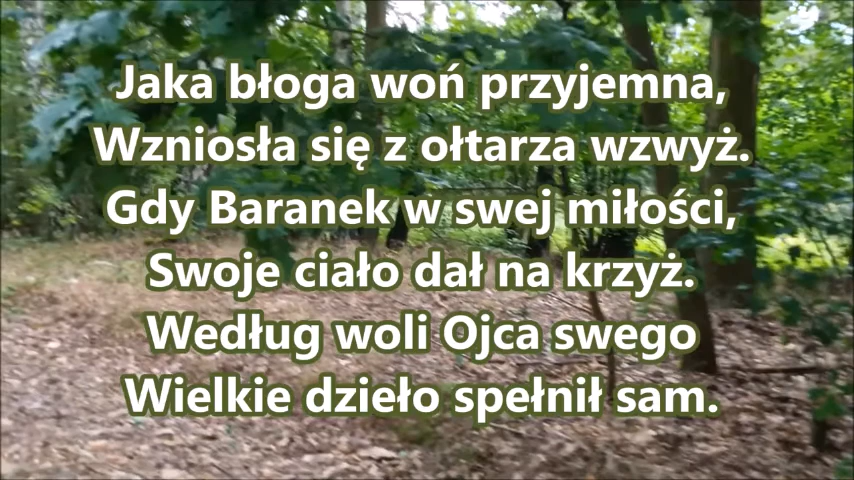 Jaka błoga woń przyjemna,
Wzniosła się z ołtarza wzwyż.
Gdy Baranek w swej miłości,
Swoje ciało dał na krzyż.
Według woli Ojca swego
Wielkie dzieło spełnił sam.